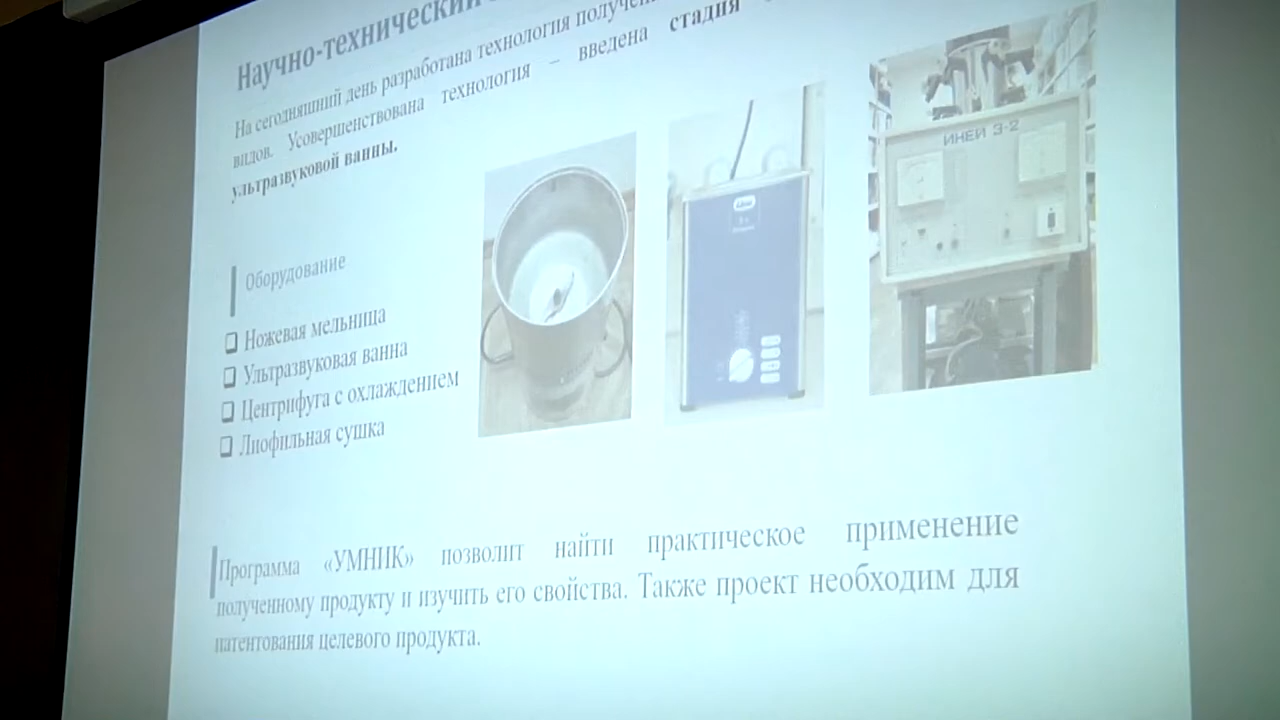 Научно-технический
На сегодняшний день разработана технология
видов. Усовершенствована технология – введена стадия
ультразвуковой ванны.
ИНЕЙ 3-2
Оборудование
❑ Ножевая мельница
❑ Ультразвуковая ванна
❑ Центрифуга с охлаждением
❑ Лиофильная сушка
Программа «УМНИК» позволит найти практическое применение
полученному продукту и изучить его свойства. Также проект необходим для
патентования целевого продукта.